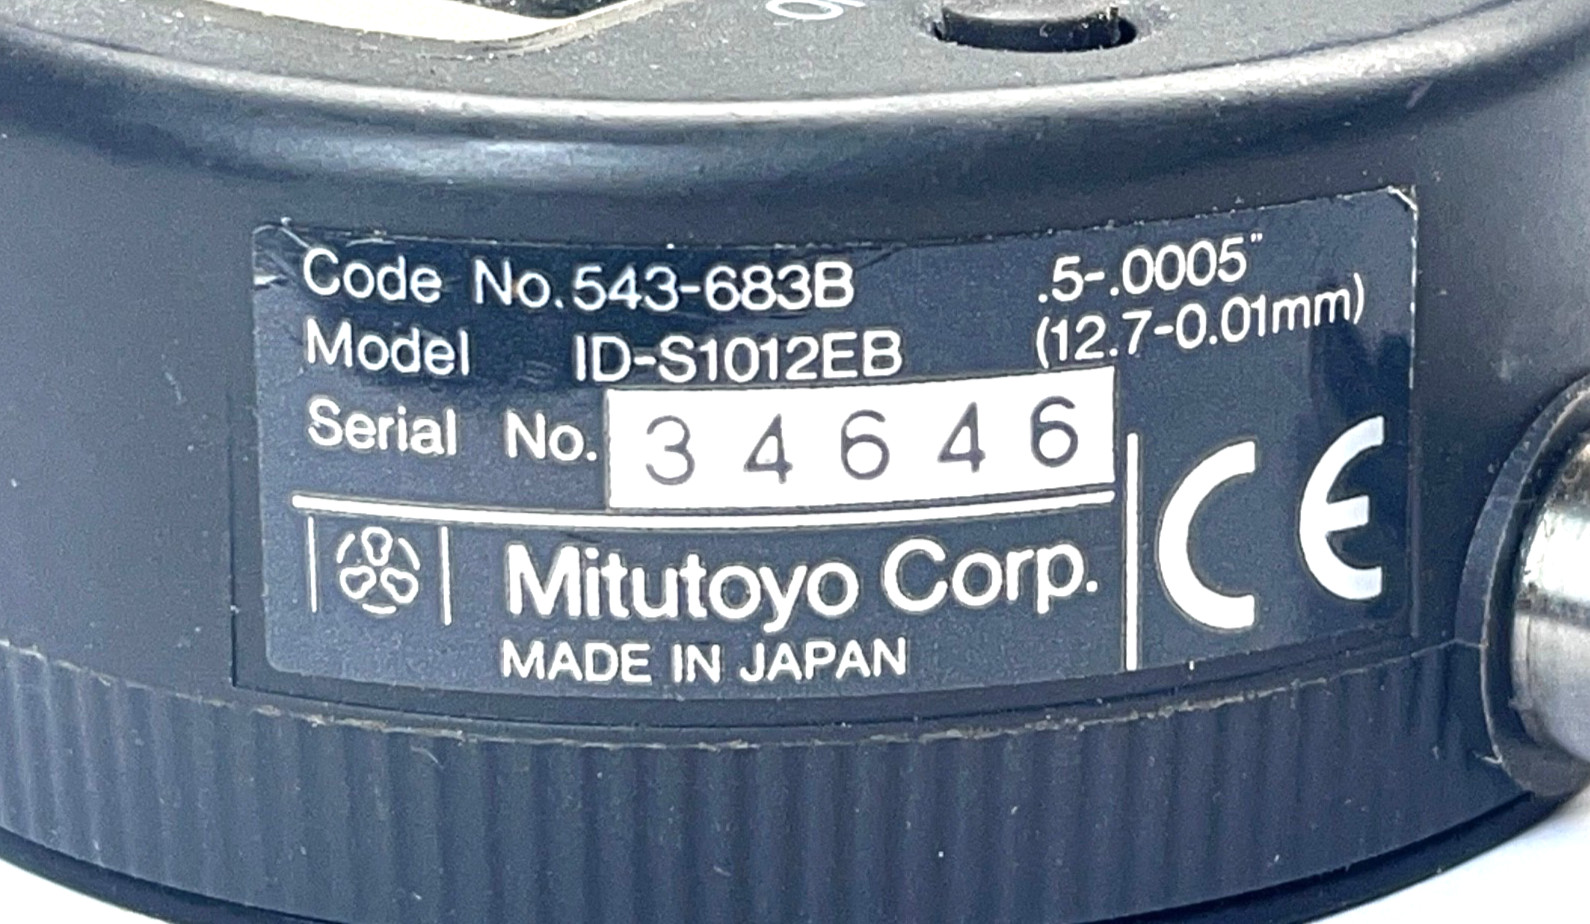 Code No.543-683B .5-.0005"
Model ID-S1012EB (12.7-0.01mm)
Serial No. 34646
Mitutoyo Corp.
MADE IN JAPAN
CE